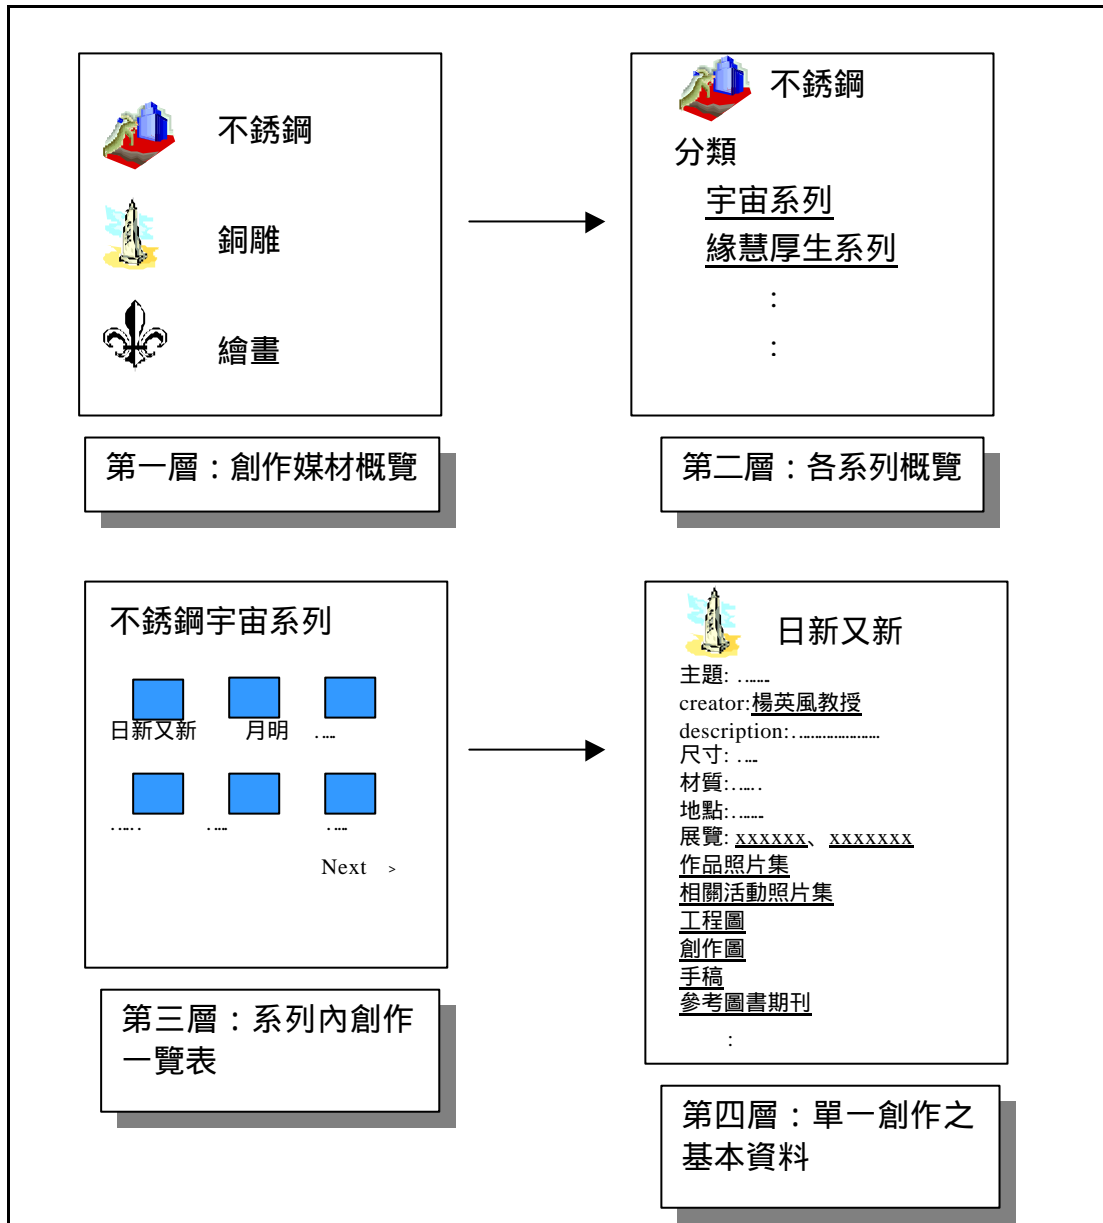 不銹鋼
銅雕
繪畫
第一層：創作媒材概覽
不銹鋼
分類
宇宙系列
緣慧厚生系列
：
：
第二層：各系列概覽
不銹鋼宇宙系列
日新又新 月明 .....
...... ..... .....
Next >
第三層：系列內創作
一覽表
日新又新
主題: .......
creator:楊英風教授
description:......................
尺寸: .....
材質:......
地點:.......
展覽: xxxxxx、xxxxxxx
作品照片集
相關活動照片集
工程圖
創作圖
手稿
參考圖書期刊
：
第四層：單一創作之
基本資料